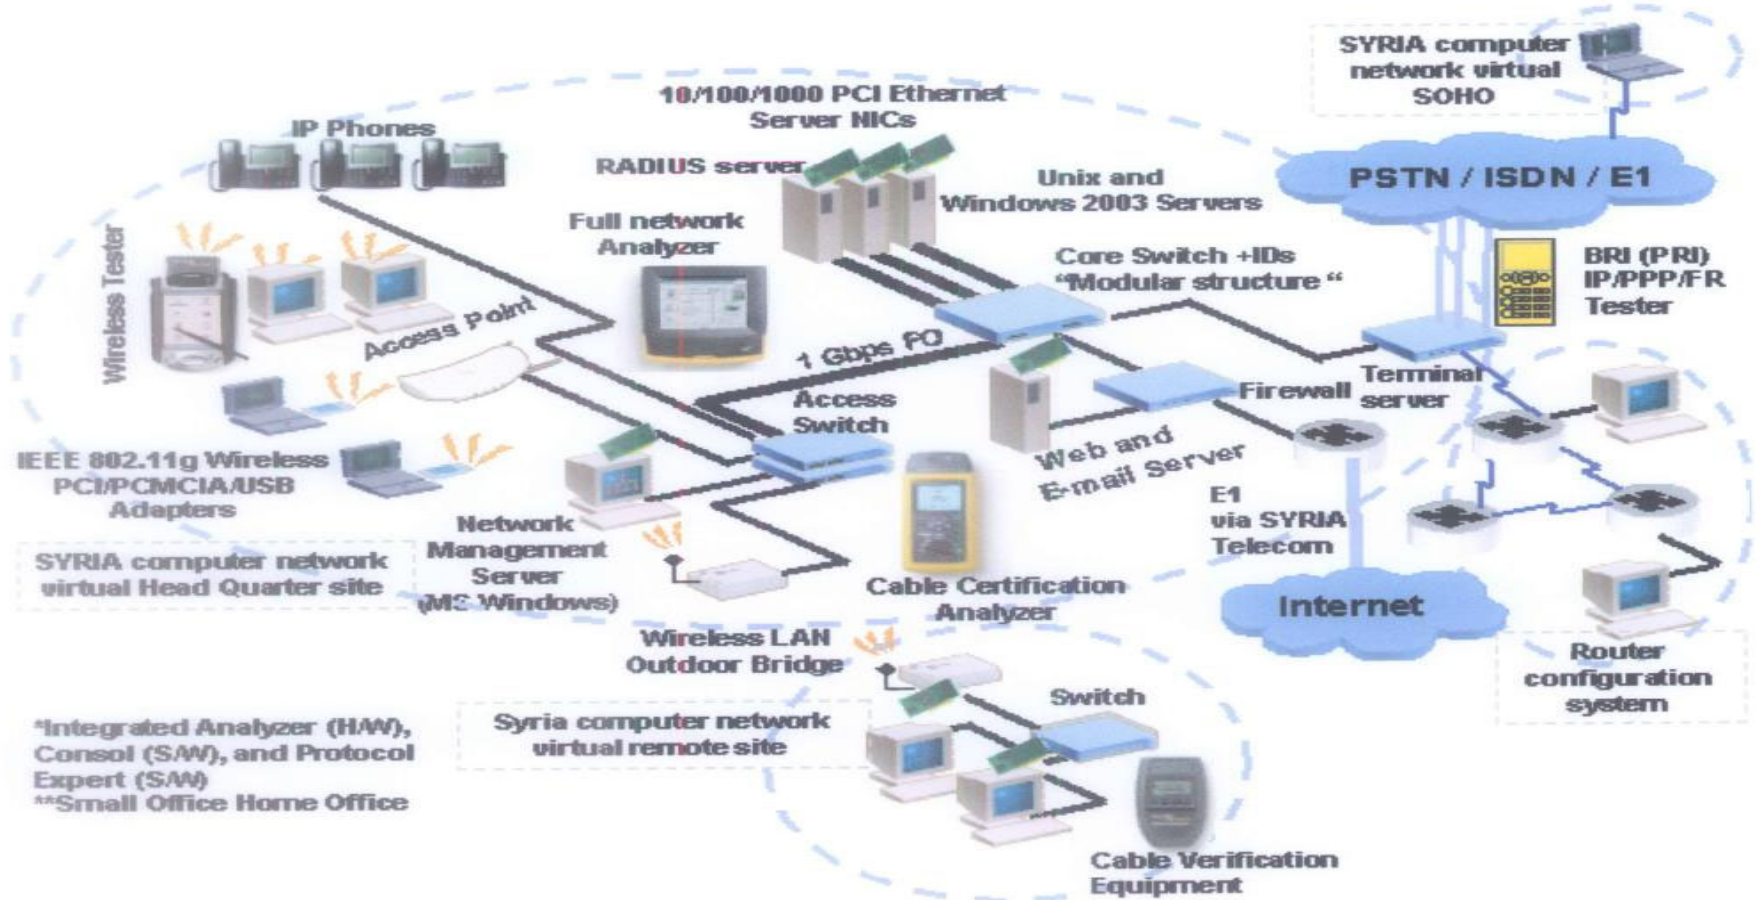 SYRIA computer
network virtual
SOHO
10/100/1000 PCI Ethernet
Server NICs
IP Phones
RADIUS server
Unix and
Windows 2003 Servers
PSTN / ISDN / E1
Full network
Analyzer
Wireless Tester
Core Switch +IDs
"Modular structure "
BRI (PRI)
IP/PPP/FR
Tester
Access Point
1 Gbps FO
Access
Switch
Firewall
Terminal
server
Web and
E-mail Server
IEEE 802.11g Wireless
PCI/PCMCIA/USB
Adapters
E1
via SYRIA
Telecom
Network
Management
Server
(MS Windows)
SYRIA computer network
virtual Head Quarter site
Cable Certification
Analyzer
Internet
Wireless LAN
Outdoor Bridge
Router
configuration
system
Switch
Syria computer network
virtual remote site
*Integrated Analyzer (H/W),
Consol (S/W), and Protocol
Expert (S/W)
**Small Office Home Office
Cable Verification
Equipment